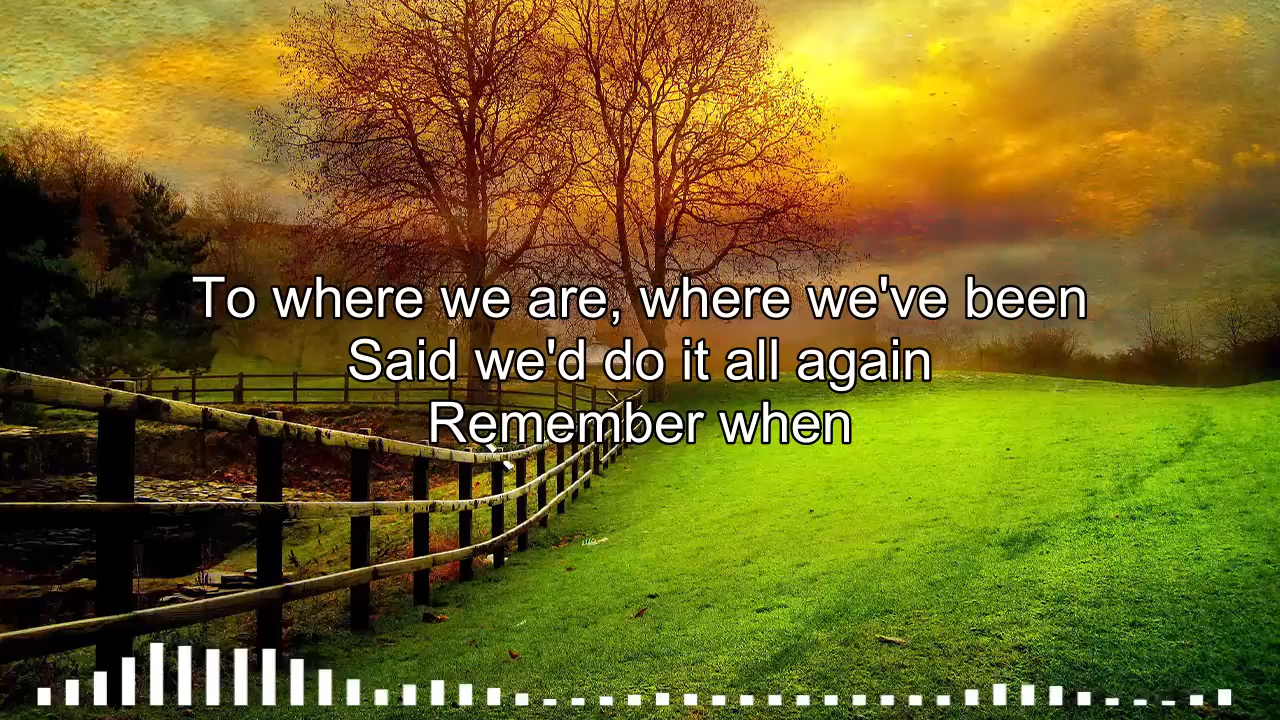 To where we are, where we've been
Said we'd do it all again
Remember when